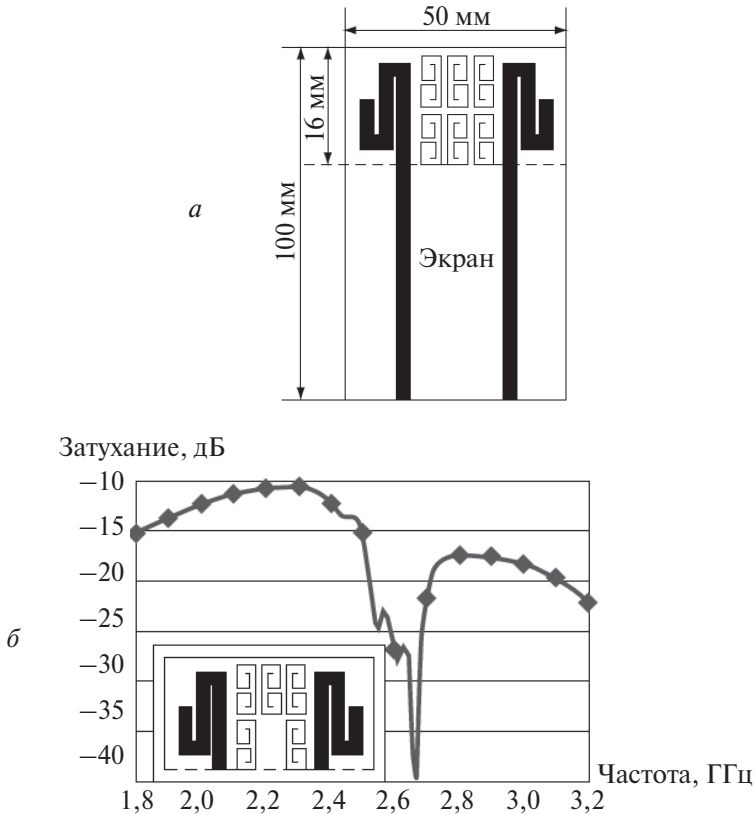 50 мм
16 мм
100 мм
а
Экран
Затухание, дБ
–10
–15
–20
–25
–30
–35
–40
б
Частота, ГГц
1,8 2,0 2,2 2,4 2,6 2,8 3,0 3,2